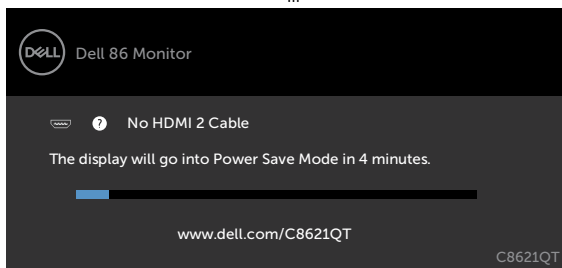 ...
DELL
Dell 86 Monitor
? No HDMI 2 Cable
The display will go into Power Save Mode in 4 minutes.
www.dell.com/C8621QT
C8621QT